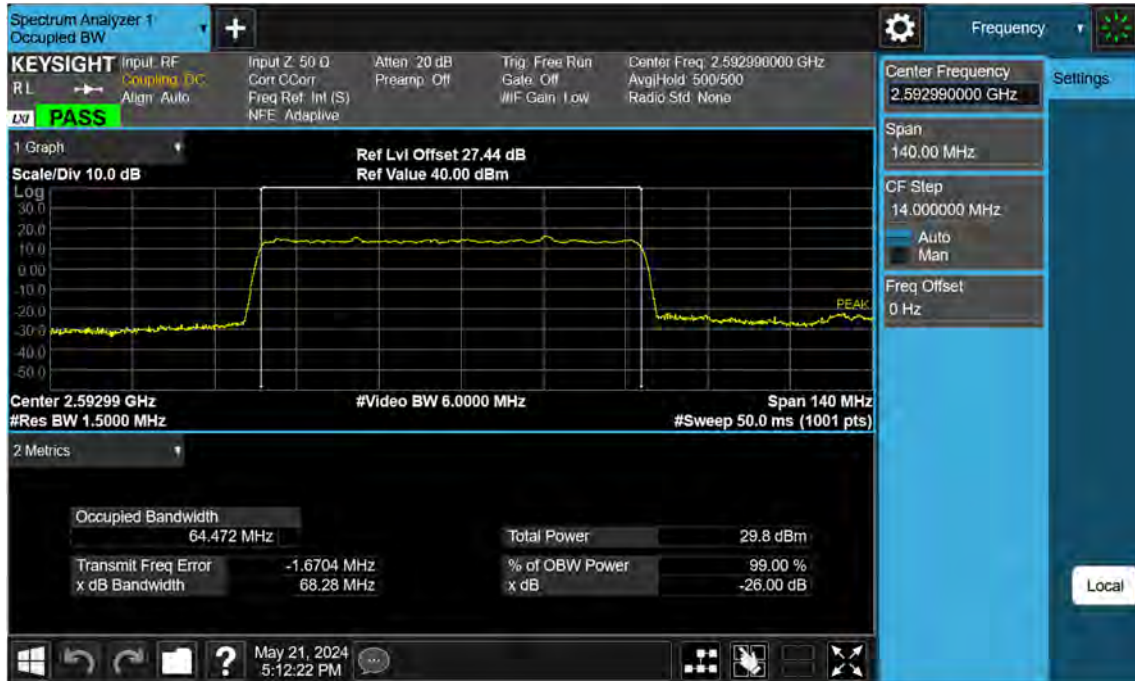 Spectrum Analyzer 1
Occupied BW
Frequency
KEYSIGHT
Input: RF
Coupling: DC
Align: Auto
Input Z: 50 Ω
Corr CCorr
Freq Ref: Int (S)
NFE: Adaptive
Atten: 20 dB
Preamp: Off
Trig: Free Run
Gate: Off
#IF Gain: Low
Center Freq: 2.592990000 GHz
Avg|Hold: 500/500
Radio Std: None
R L
LXI
PASS
Center Frequency
2.592990000 GHz
Settings
Span
140.00 MHz
CF Step
14.000000 MHz
Auto
Man
Freq Offset
0 Hz
1 Graph
Scale/Div 10.0 dB
Ref Lvl Offset 27.44 dB
Ref Value 40.00 dBm
Log
30.0
20.0
10.0
0.00
-10.0
-20.0
-30.0
-40.0
-50.0
PEAK
Center 2.59299 GHz
#Video BW 6.0000 MHz
Span 140 MHz
#Res BW 1.5000 MHz
#Sweep 50.0 ms (1001 pts)
2 Metrics
Occupied Bandwidth
64.472 MHz
Total Power 29.8 dBm
Transmit Freq Error -1.6704 MHz
% of OBW Power 99.00 %
x dB Bandwidth 68.28 MHz
x dB -26.00 dB
Local
?
May 21, 2024
5:12:22 PM